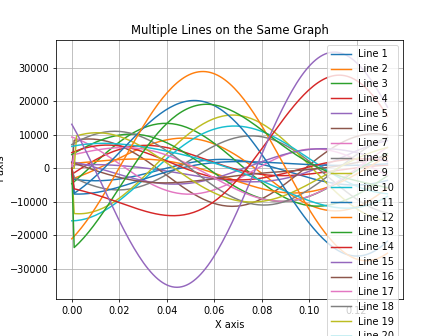 Multiple Lines on the Same Graph
30000
20000
10000
0
−10000
−20000
−30000
0.00
0.02
0.04
0.06
0.08
0.10
X axis
Line 1
Line 2
Line 3
Line 4
Line 5
Line 6
Line 7
Line 8
Line 9
Line 10
Line 11
Line 12
Line 13
Line 14
Line 15
Line 16
Line 17
Line 18
Line 19
Line 20